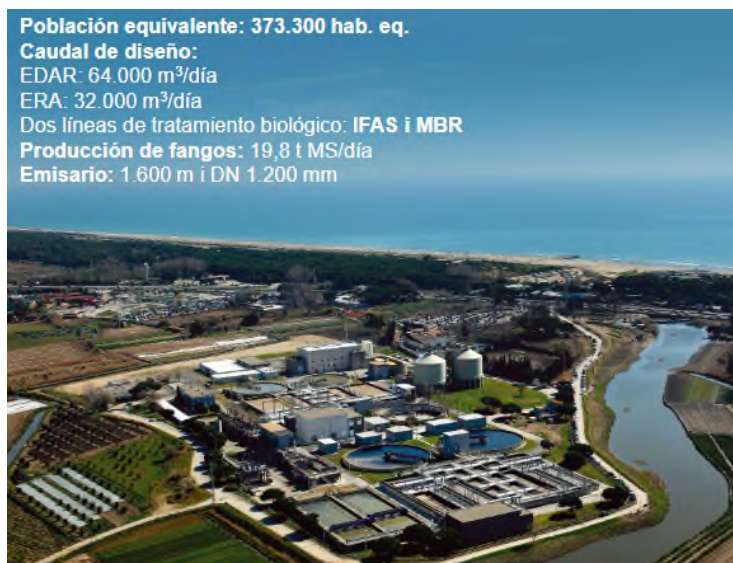 Población equivalente: 373.300 hab. eq.
Caudal de diseño:
EDAR: 64.000 m³/día
ERA: 32.000 m³/día
Dos líneas de tratamiento biológico: IFAS i MBR
Producción de fangos: 19,8 t MS/día
Emisario: 1.600 m i DN 1.200 mm